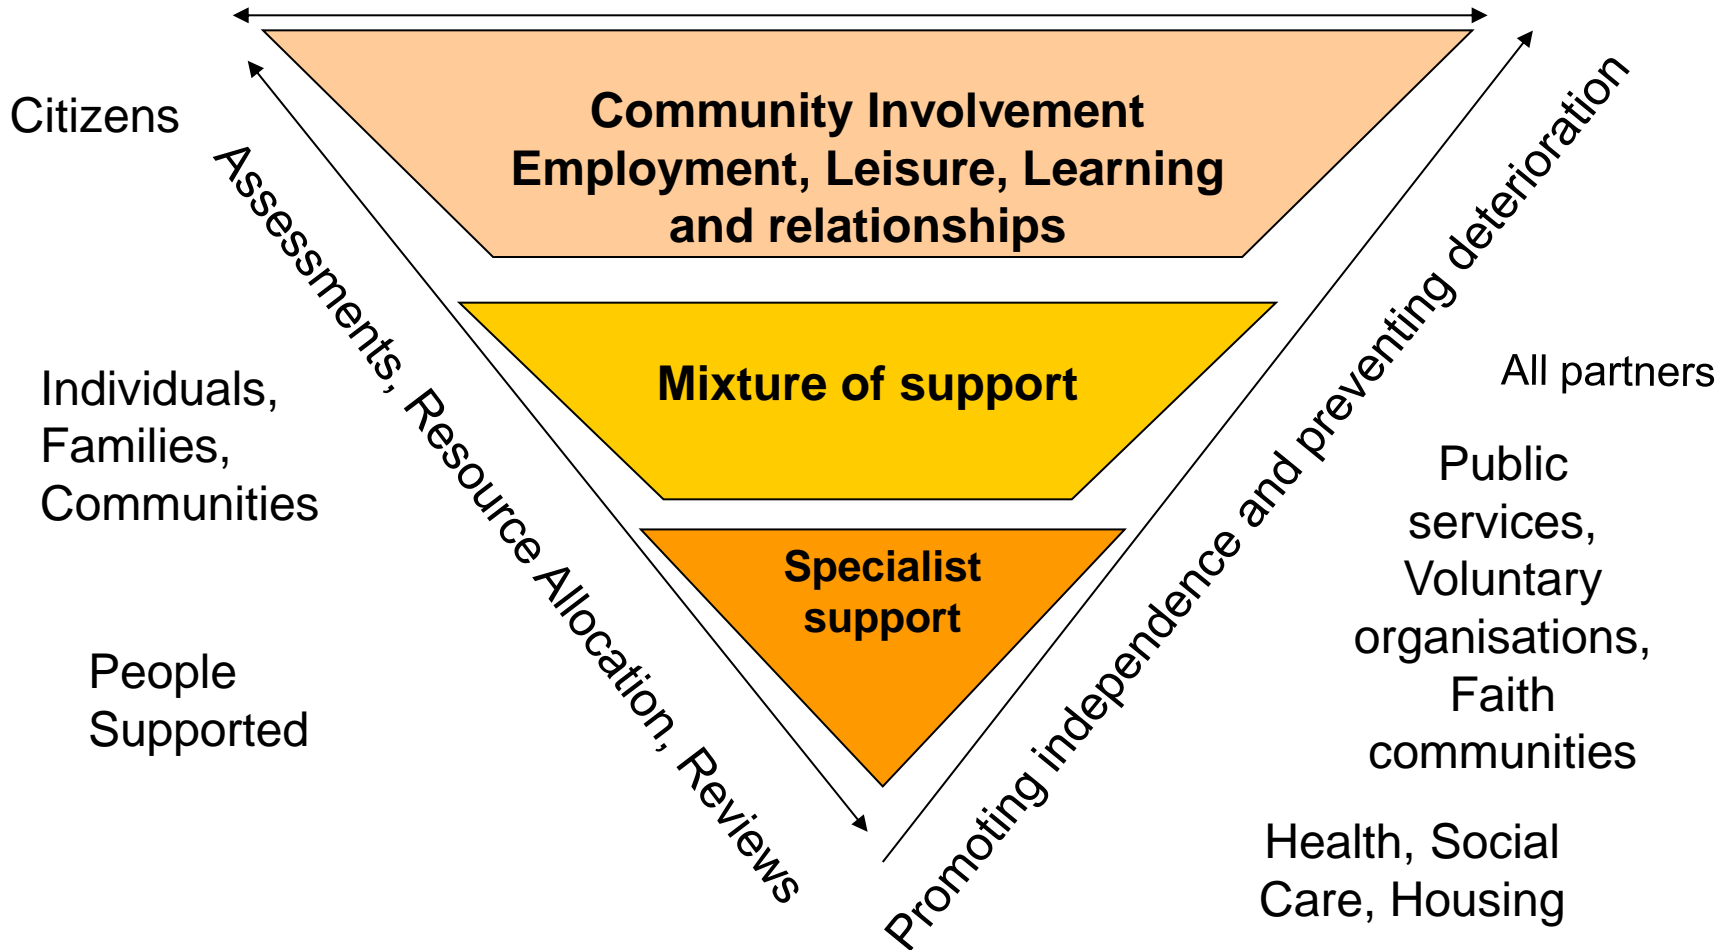 Citizens
Community Involvement
Employment, Leisure, Learning
and relationships
Assessments, Resource Allocation, Reviews
Promoting independence and preventing deterioration
Individuals,
Families,
Communities
Mixture of support
All partners
Public
services,
Voluntary
organisations,
Faith
communities
Specialist
support
People
Supported
Health, Social
Care, Housing